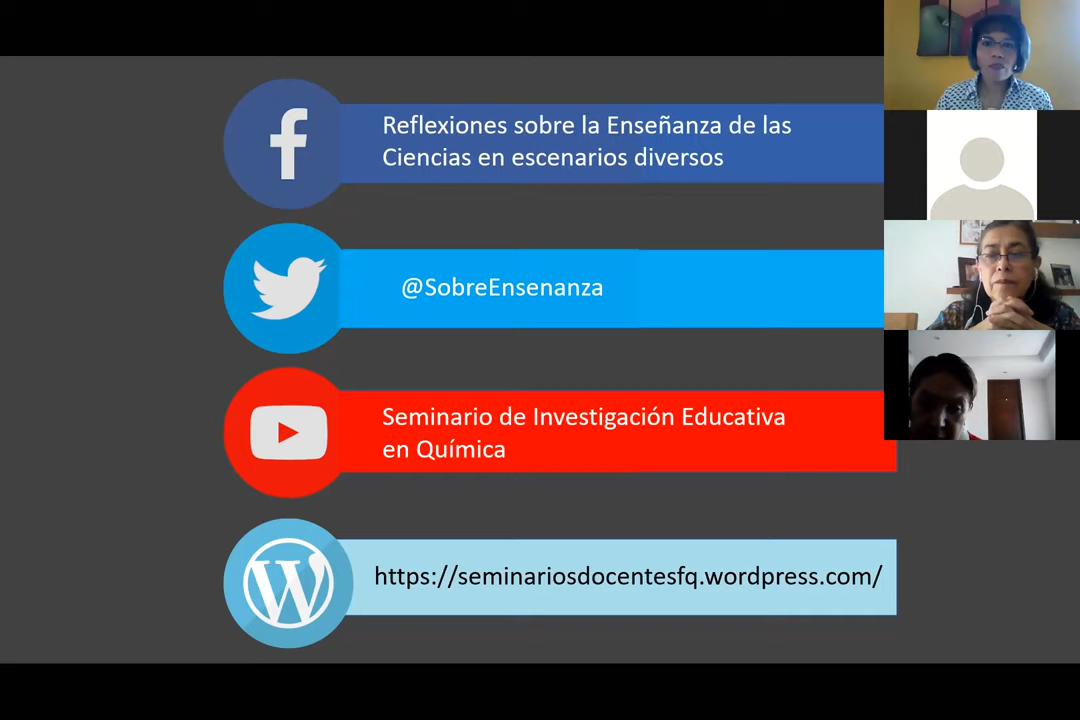 Reflexiones sobre la Enseñanza de las
Ciencias en escenarios diversos
@SobreEnsenanza
Seminario de Investigación Educativa
en Química
https://seminariosdocentesfq.wordpress.com/